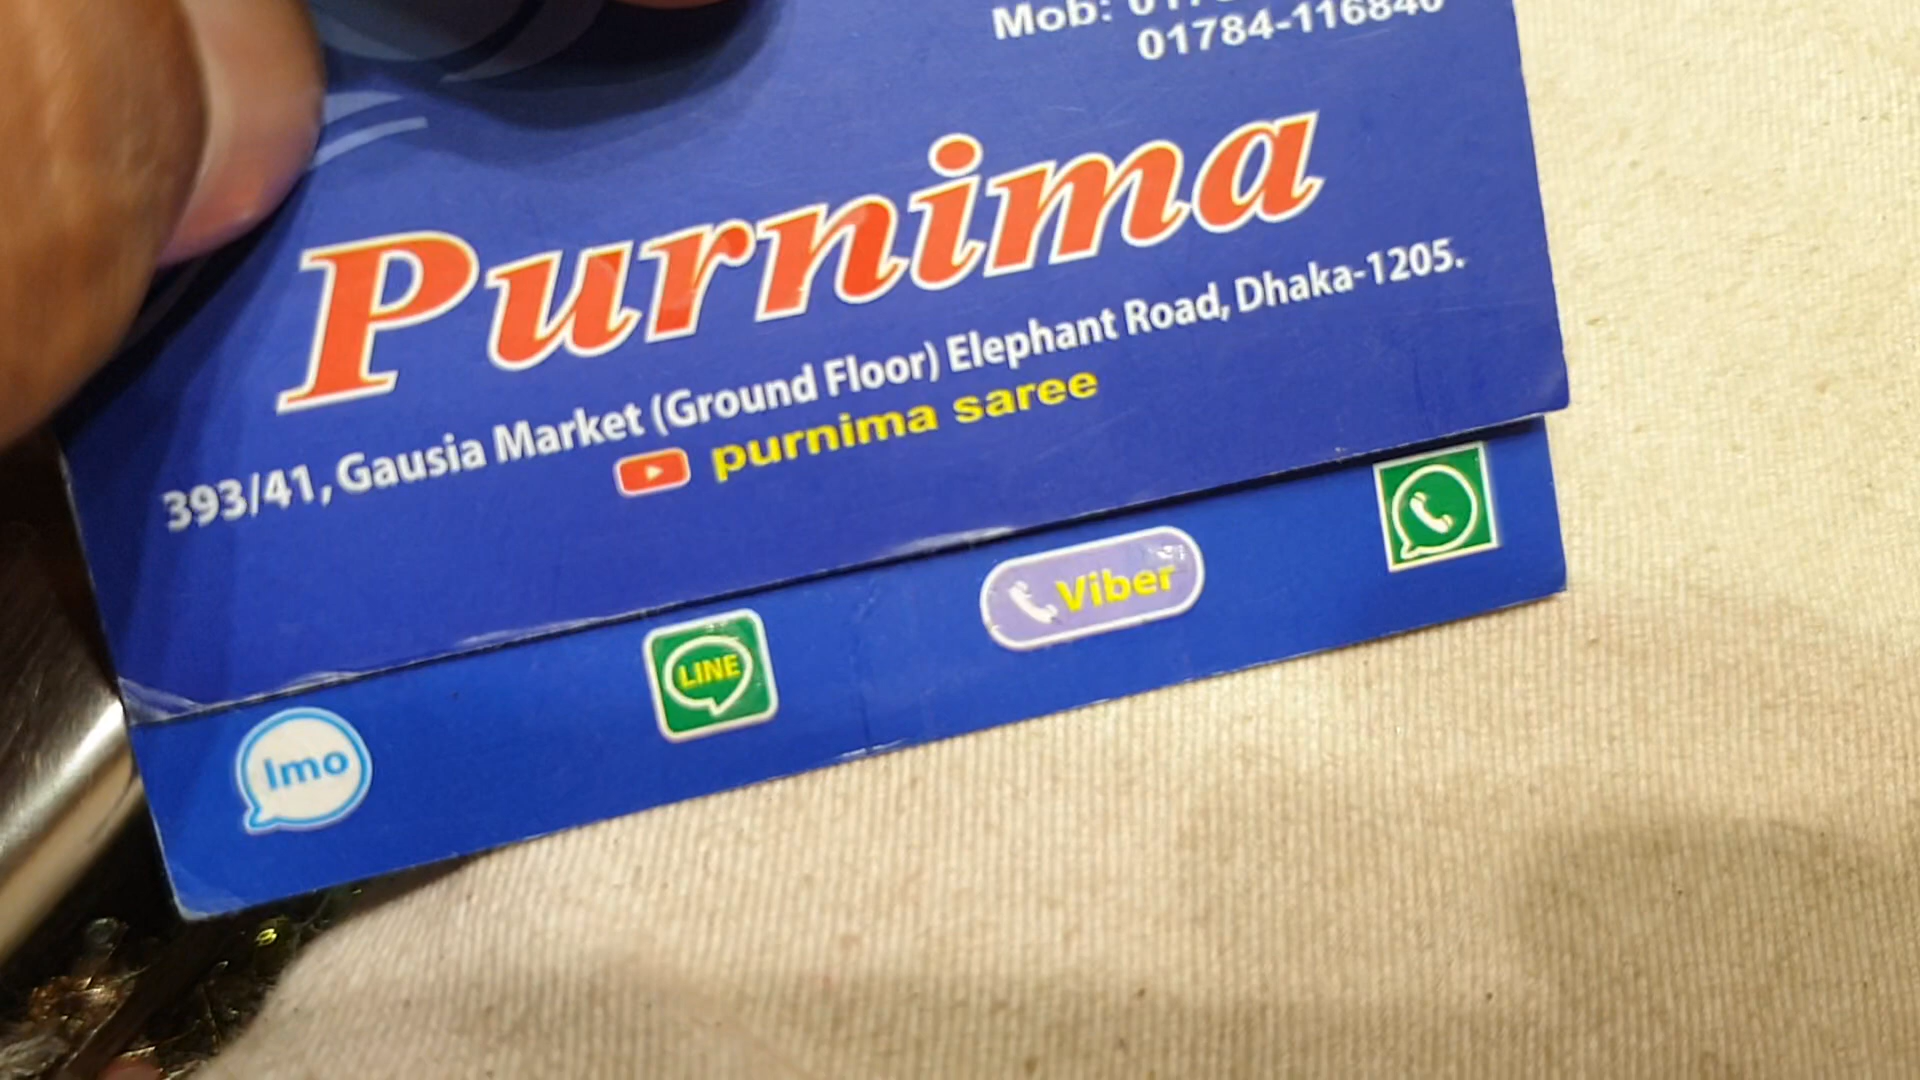 Mob:
01784-116840
Purnima
393/41, Gausia Market (Ground Floor) Elephant Road, Dhaka-1205.
purnima saree
Imo
LINE
Viber